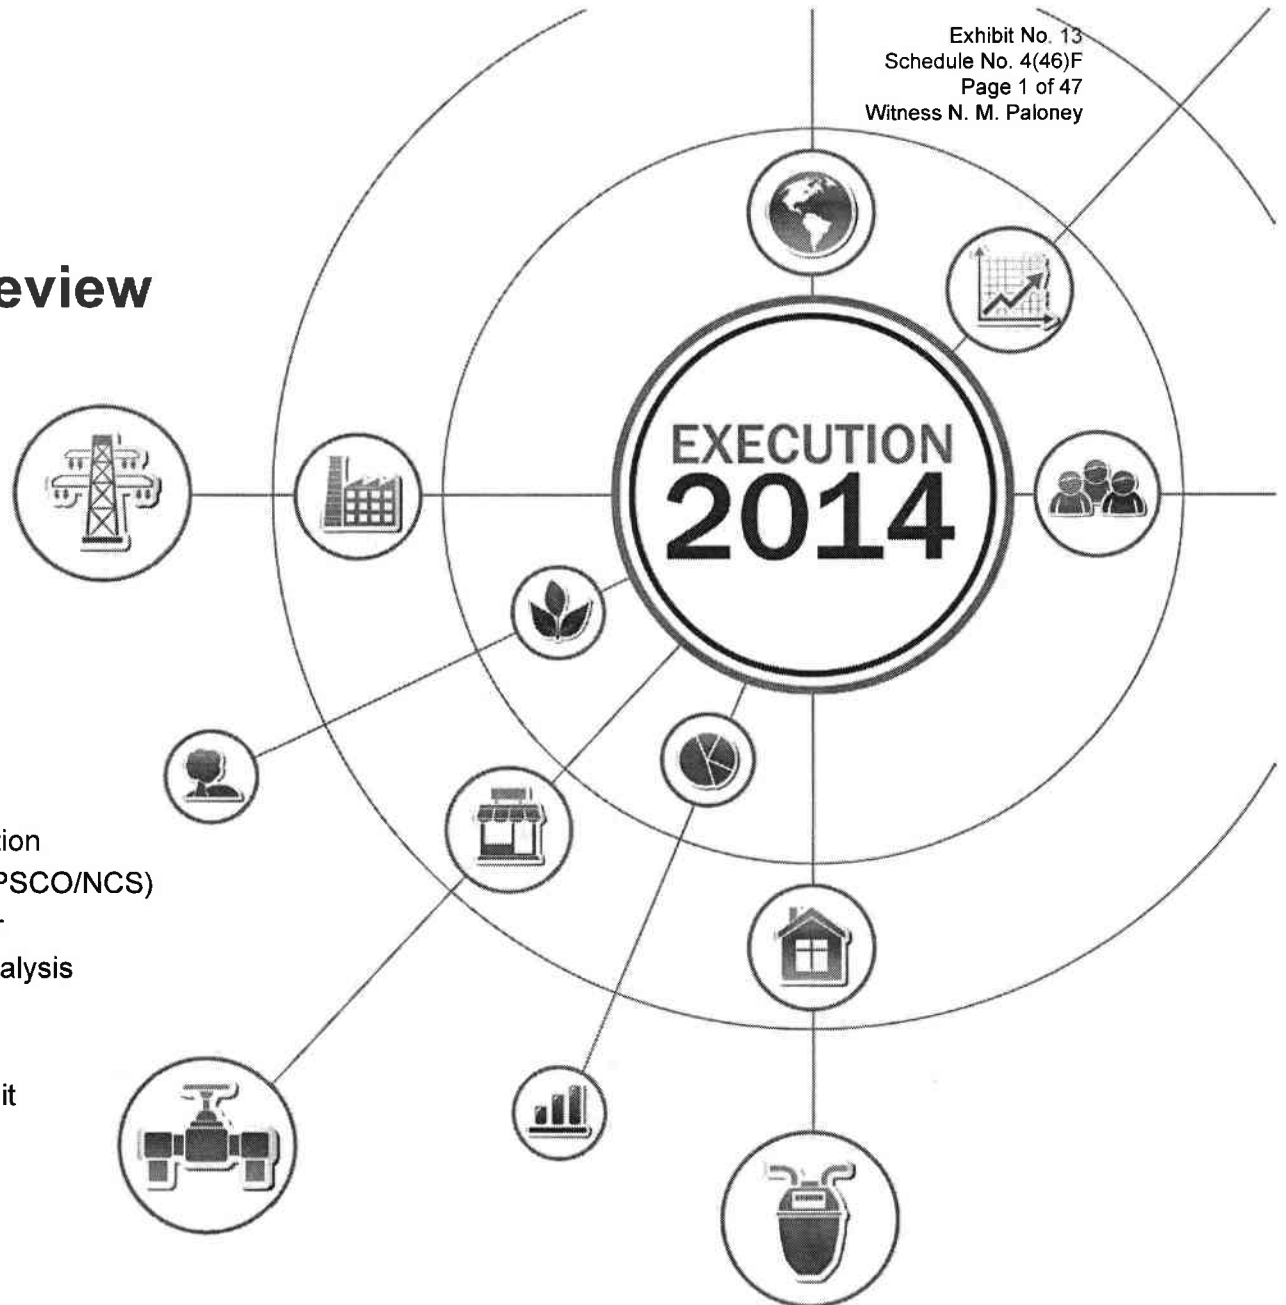 Exhibit No. 13
Schedule No. 4(46)F
Page 1 of 47
Witness N. M. Paloney
eview
EXECUTION
2014
tion
PSCO/NCS)
alysis
it